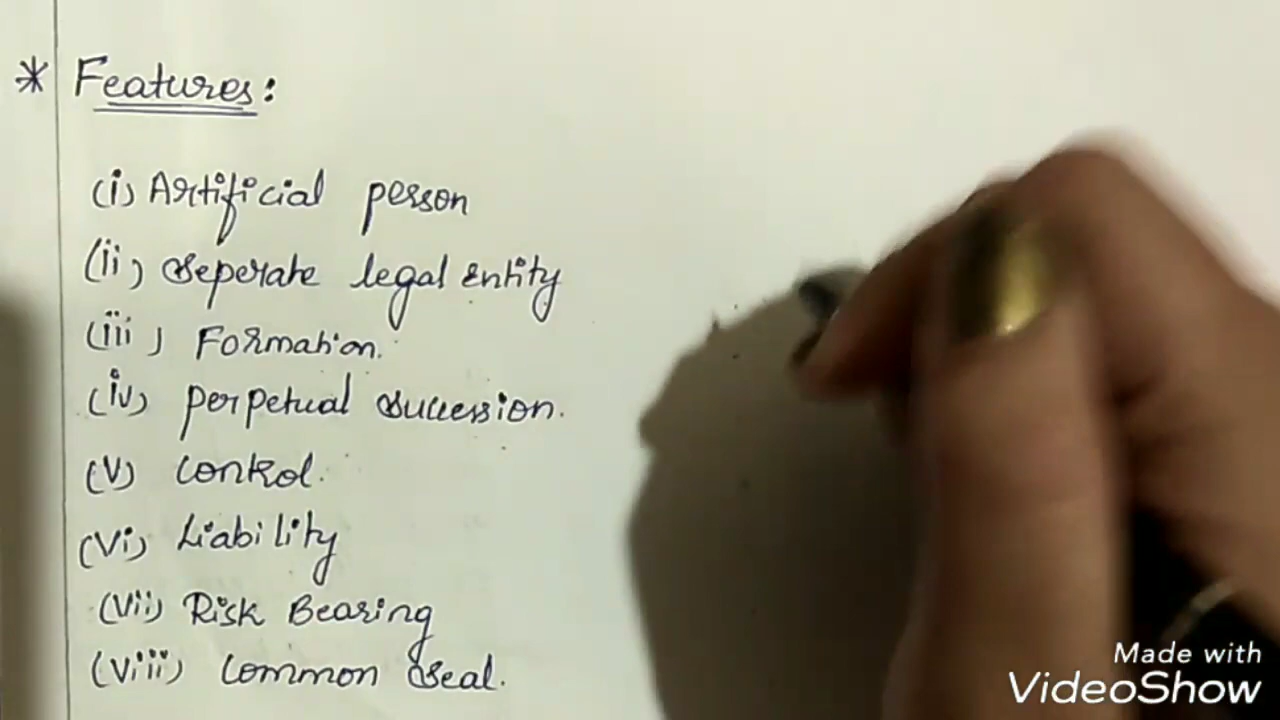 * Features:
(i) Artificial person
(ii) Seperate legal entity
(iii) Formation.
(iv) perpetual succession.
(v) control.
(vi) Liability
(vii) Risk Bearing
(viii) common seal.
Made with
VideoShow